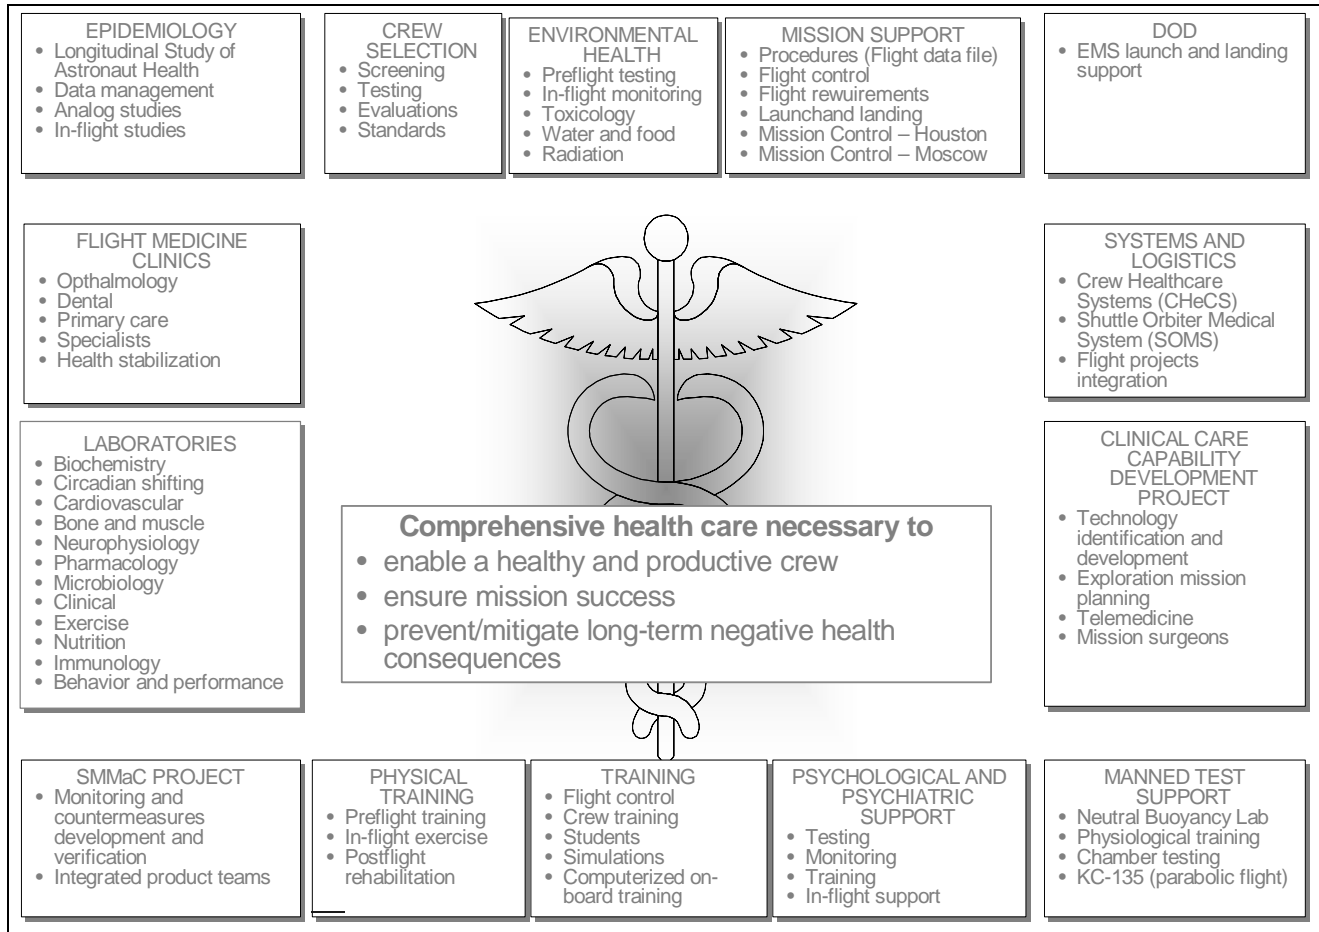 EPIDEMIOLOGY
• Longitudinal Study of
Astronaut Health
• Data management
• Analog studies
• In-flight studies
CREW
SELECTION
• Screening
• Testing
• Evaluations
• Standards
ENVIRONMENTAL
HEALTH
• Preflight testing
• In-flight monitoring
• Toxicology
• Water and food
• Radiation
MISSION SUPPORT
• Procedures (Flight data file)
• Flight control
• Flight rewuirements
• Launchand landing
• Mission Control – Houston
• Mission Control – Moscow
DOD
• EMS launch and landing
support
FLIGHT MEDICINE
CLINICS
• Opthalmology
• Dental
• Primary care
• Specialists
• Health stabilization
SYSTEMS AND
LOGISTICS
• Crew Healthcare
Systems (CHeCS)
• Shuttle Orbiter Medical
System (SOMS)
• Flight projects
integration
LABORATORIES
• Biochemistry
• Circadian shifting
• Cardiovascular
• Bone and muscle
• Neurophysiology
• Pharmacology
• Microbiology
• Clinical
• Exercise
• Nutrition
• Immunology
• Behavior and performance
Comprehensive health care necessary to
• enable a healthy and productive crew
• ensure mission success
• prevent/mitigate long-term negative health
consequences
CLINICAL CARE
CAPABILITY
DEVELOPMENT
PROJECT
• Technology
identification and
development
• Exploration mission
planning
• Telemedicine
• Mission surgeons
SMMaC PROJECT
• Monitoring and
countermeasures
development and
verification
• Integrated product teams
PHYSICAL
TRAINING
• Preflight training
• In-flight exercise
• Postflight
rehabilitation
TRAINING
• Flight control
• Crew training
• Students
• Simulations
• Computerized on-
board training
PSYCHOLOGICAL AND
PSYCHIATRIC
SUPPORT
• Testing
• Monitoring
• Training
• In-flight support
MANNED TEST
SUPPORT
• Neutral Buoyancy Lab
• Physiological training
• Chamber testing
• KC-135 (parabolic flight)